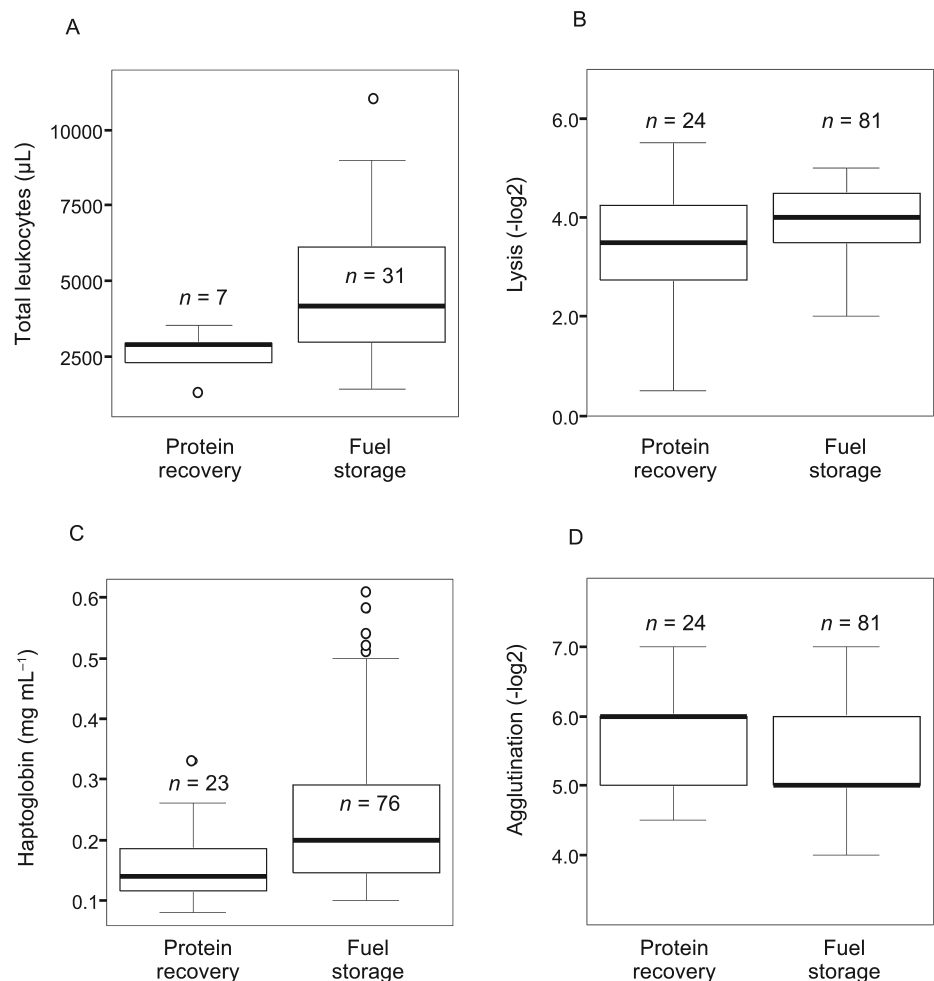 A
Total leukocytes (µL)
10000
7500
5000
2500
n = 7
n = 31
Protein
recovery
Fuel
storage
B
Lysis (-log2)
6.0
4.0
2.0
0.0
n = 24
n = 81
Protein
recovery
Fuel
storage
C
Haptoglobin (mg mL⁻¹)
0.6
0.5
0.4
0.3
0.2
0.1
n = 23
n = 76
Protein
recovery
Fuel
storage
D
Agglutination (-log2)
7.0
6.0
5.0
4.0
n = 24
n = 81
Protein
recovery
Fuel
storage